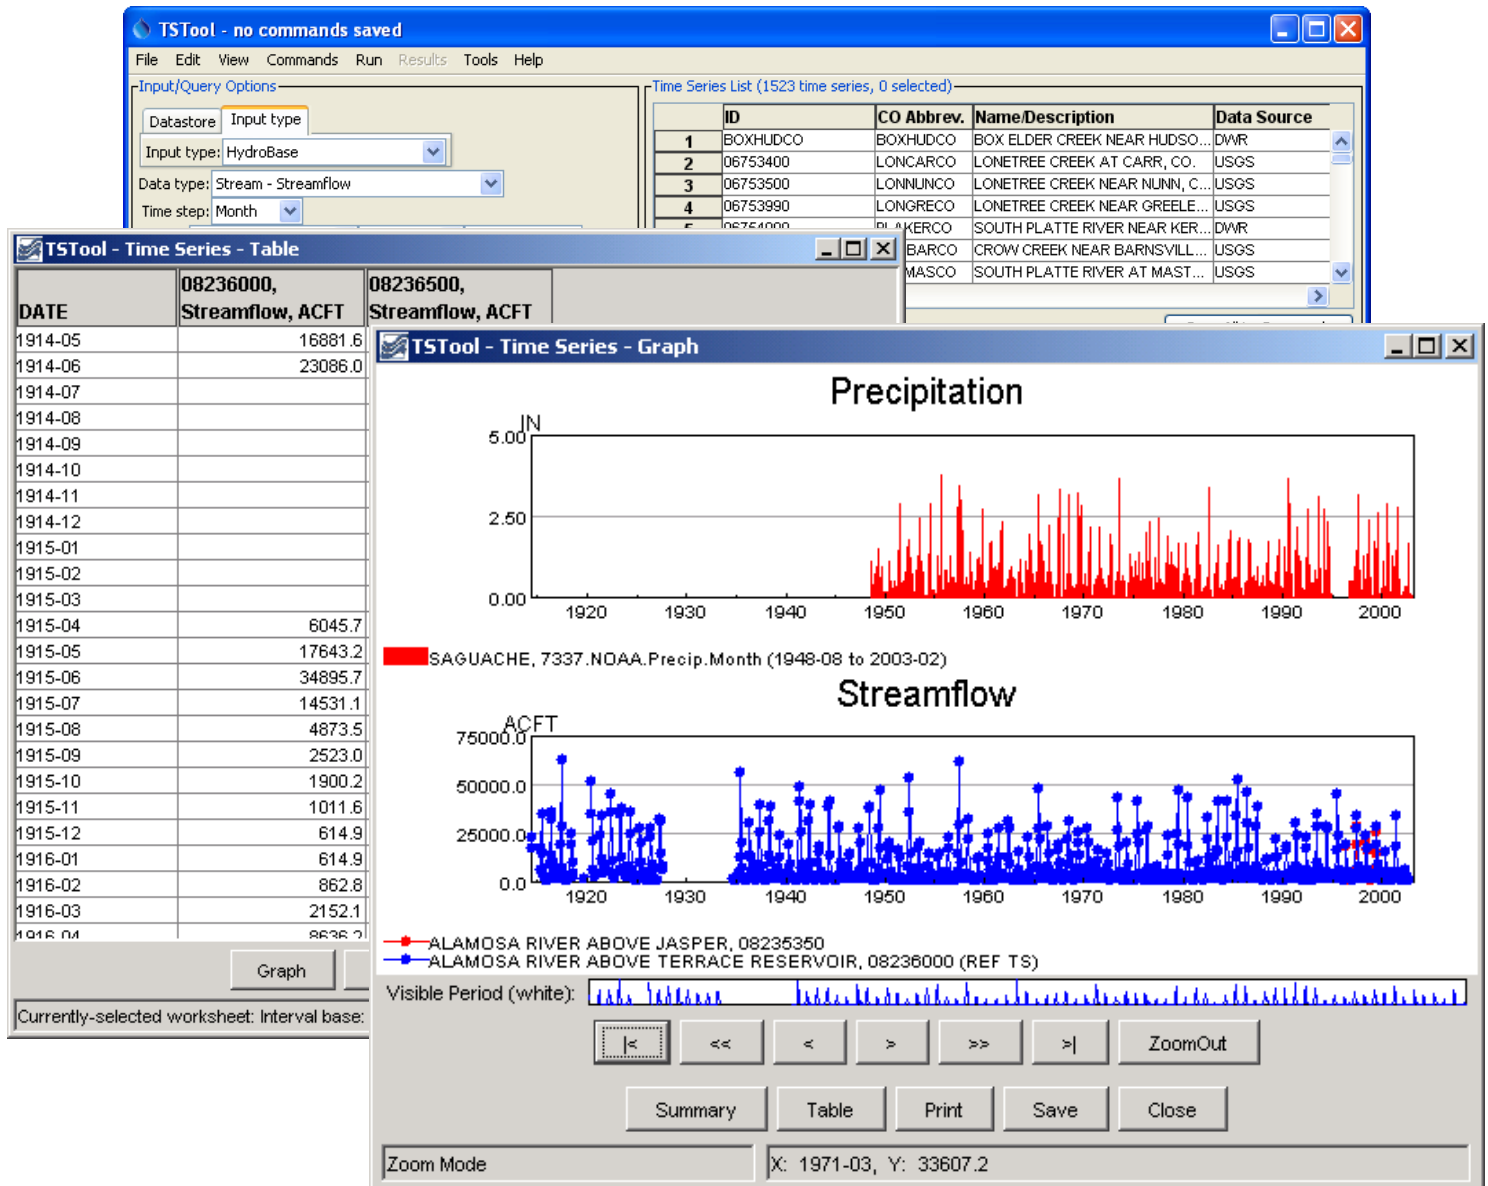 TSTool - no commands saved
File Edit View Commands Run Results Tools Help
Input/Query Options
Datastore Input type
Input type: HydroBase
Data type: Stream - Streamflow
Time step: Month
Time Series List (1523 time series, 0 selected)
ID CO Abbrev. Name/Description Data Source
1 BOXHUDCO BOXHUDCO BOX ELDER CREEK NEAR HUDSO... DWR
2 06753400 LONCARCO LONETREE CREEK AT CARR, CO. USGS
3 06753500 LONNUNCO LONETREE CREEK NEAR NUNN, C... USGS
4 06753990 LONGRECO LONETREE CREEK NEAR GREELE... USGS
5 06754000 PLAKERCO SOUTH PLATTE RIVER NEAR KER... DWR
BARCO CROW CREEK NEAR BARNSVILL... USGS
MASCO SOUTH PLATTE RIVER AT MAST... USGS
TSTool - Time Series - Table
DATE 08236000, Streamflow, ACFT 08236500, Streamflow, ACFT
1914-05 16881.6
1914-06 23086.0
1914-07
1914-08
1914-09
1914-10
1914-11
1914-12
1915-01
1915-02
1915-03
1915-04 6045.7
1915-05 17643.2
1915-06 34895.7
1915-07 14531.1
1915-08 4873.5
1915-09 2523.0
1915-10 1900.2
1915-11 1011.6
1915-12 614.9
1916-01 614.9
1916-02 862.8
1916-03 2152.1
1916-04 8636.2
Graph
Currently-selected worksheet: Interval base:
TSTool - Time Series - Graph
Precipitation
IN
5.00
2.50
0.00
1920 1930 1940 1950 1960 1970 1980 1990 2000
SAGUACHE, 7337.NOAA.Precip.Month (1948-08 to 2003-02)
Streamflow
ACFT
75000.0
50000.0
25000.0
0.0
1920 1930 1940 1950 1960 1970 1980 1990 2000
ALAMOSA RIVER ABOVE JASPER, 08235350
ALAMOSA RIVER ABOVE TERRACE RESERVOIR, 08236000 (REF TS)
Visible Period (white):
|< << < > >> >| ZoomOut
Summary Table Print Save Close
Zoom Mode X: 1971-03, Y: 33607.2